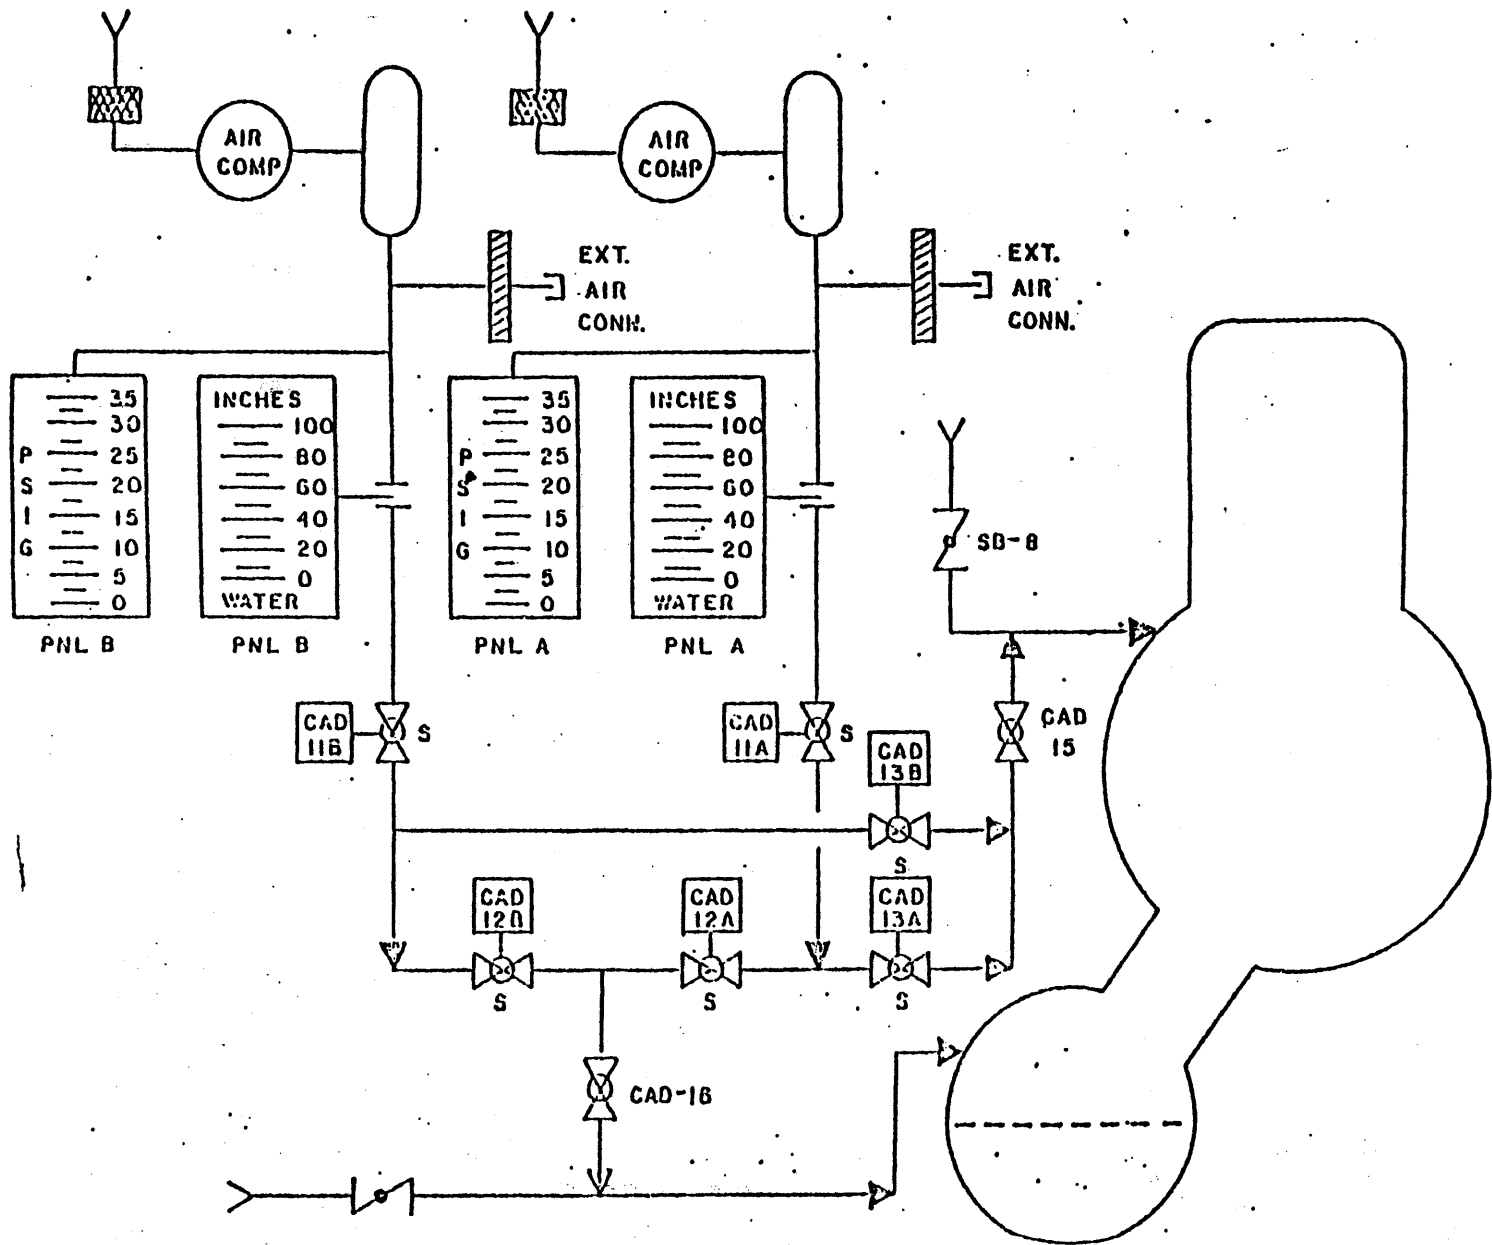 AIR
COMP
AIR
COMP
EXT.
AIR
CONN.
EXT.
AIR
CONN.
35
30
P 25
S 20
I 15
G 10
5
0
PNL B
INCHES
100
80
60
40
20
0
WATER
PNL B
35
30
P 25
S 20
I 15
G 10
5
0
PNL A
INCHES
100
80
60
40
20
0
WATER
PNL A
SB-8
CAD
11B
S
CAD
11A
S
CAD
13B
S
CAD
15
CAD
12B
S
CAD
12A
S
CAD
13A
S
CAD-16